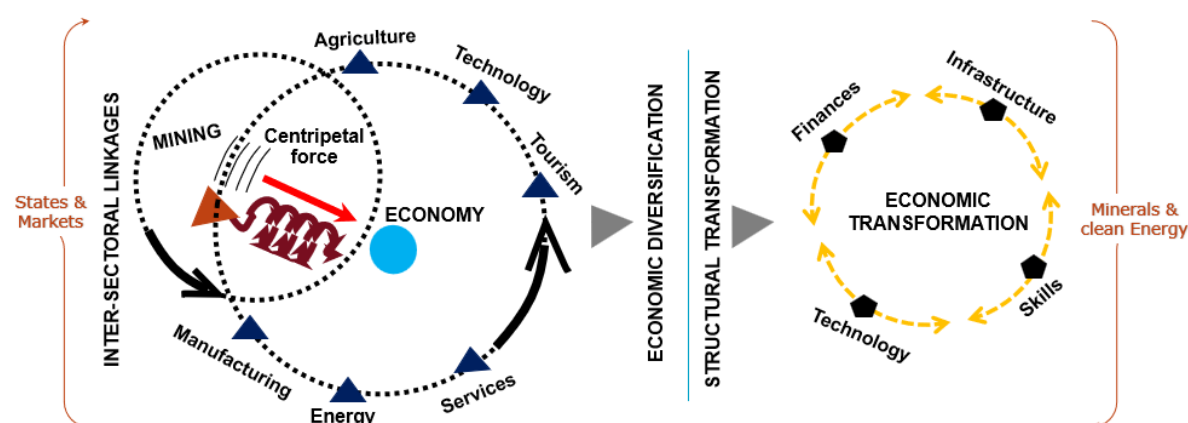 States &
Markets
INTER-SECTORAL LINKAGES
MINING
Centripetal
force
ECONOMY
Agriculture
Technology
Tourism
Manufacturing
Energy
Services
ECONOMIC DIVERSIFICATION
STRUCTURAL TRANSFORMATION
Finances
Infrastructure
ECONOMIC
TRANSFORMATION
Technology
Skills
Minerals &
clean Energy